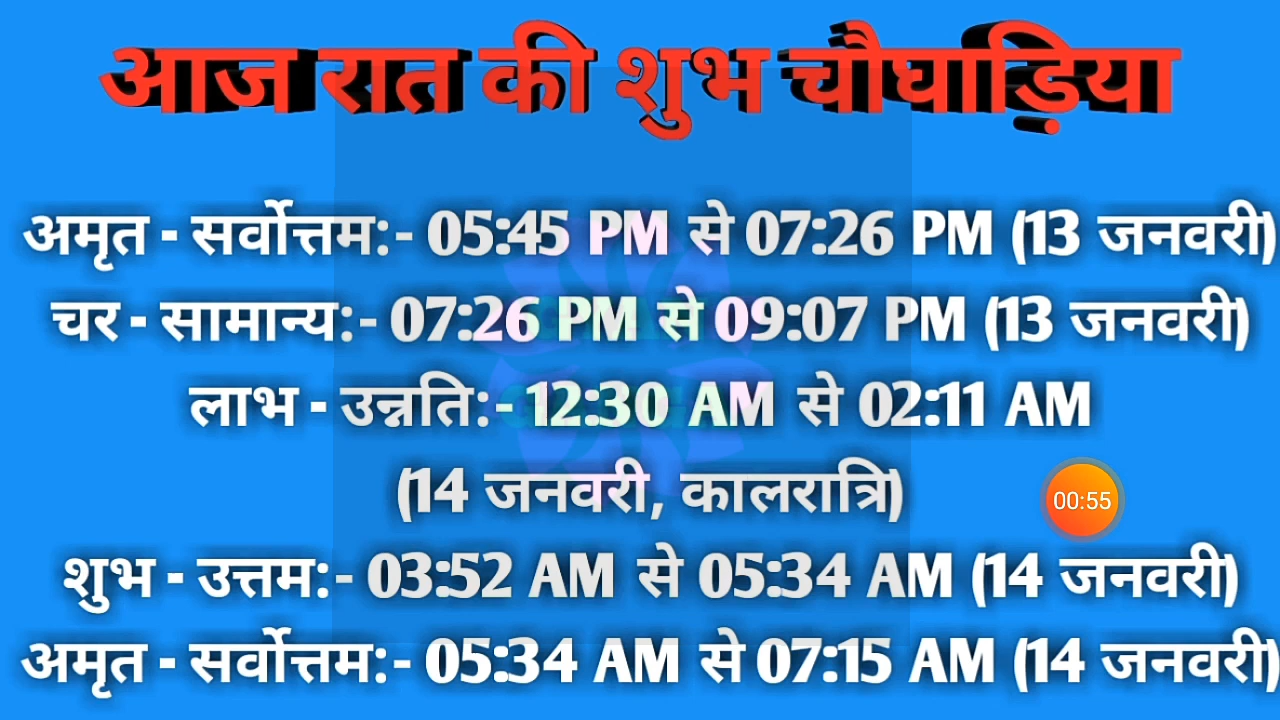 आज रात की शुभ चौघाड़िया
अमृत - सर्वोत्तम:- 05:45 PM से 07:26 PM (13 जनवरी)
चर - सामान्य:- 07:26 PM से 09:07 PM (13 जनवरी)
लाभ - उन्नति:- 12:30 AM से 02:11 AM
(14 जनवरी, कालरात्रि)
00:55
शुभ - उत्तम:- 03:52 AM से 05:34 AM (14 जनवरी)
अमृत - सर्वोत्तम:- 05:34 AM से 07:15 AM (14 जनवरी)